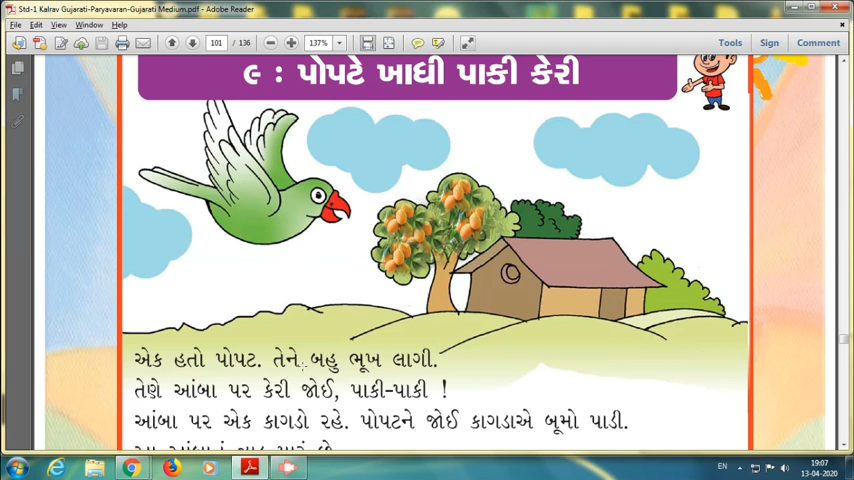 Std-1 Kalrav Gujarati-Paryavaran-Gujarati Medium.pdf - Adobe Reader
File Edit View Window Help
101 / 136 137% Tools Sign Comment
૯ : પોપટે ખાધી પાકી કેરી
એક હતો પોપટ. તેને બહુ ભૂખ લાગી.
તેણે આંબા પર કેરી જોઈ, પાકી-પાકી !
આંબા પર એક કાગડો રહે. પોપટને જોઈ કાગડાએ બૂમો પાડી.
EN 19:07
13-04-2020